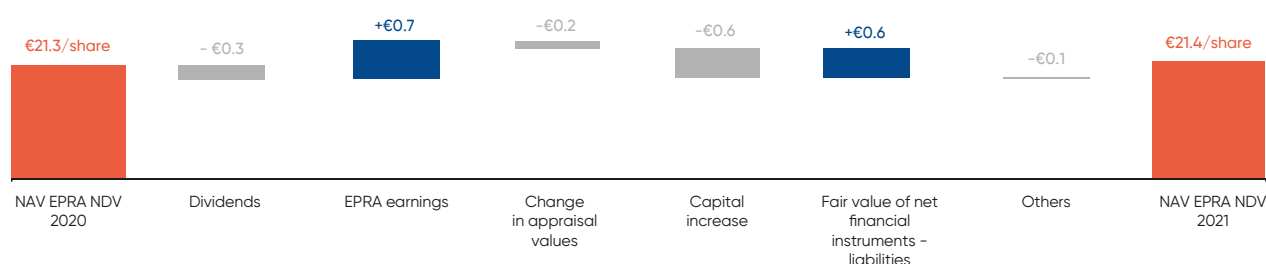 €21.3/share
- €0.3
+€0.7
-€0.2
-€0.6
+€0.6
-€0.1
€21.4/share
NAV EPRA NDV
2020
Dividends
EPRA earnings
Change
in appraisal
values
Capital
increase
Fair value of net
financial
instruments -
liabilities
Others
NAV EPRA NDV
2021